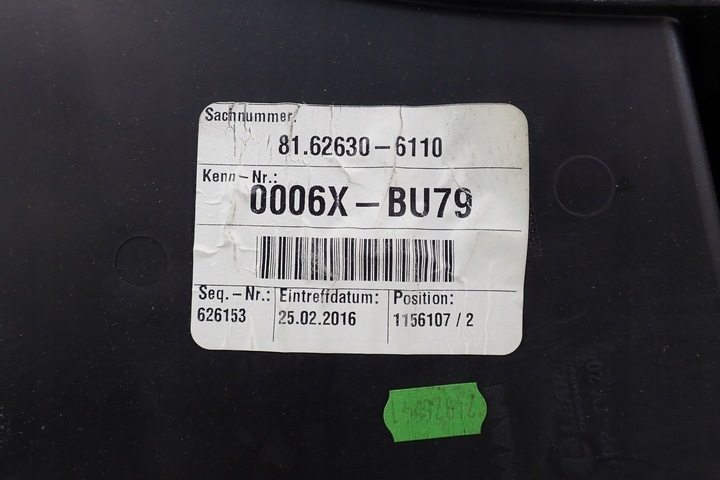 Sachnummer:
81.62630-6110
Kenn-Nr.:
0006X-BU79
Seq.-Nr.: Eintreffdatum: Position:
626153 25.02.2016 1156107 / 2